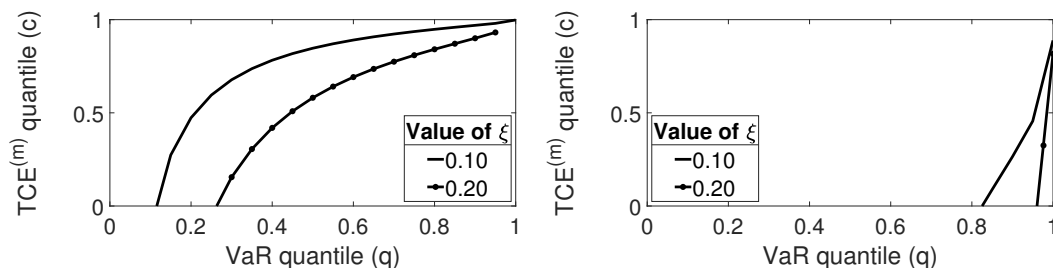 TCE^(m) quantile (c)
1
0.5
0
0 0.2 0.4 0.6 0.8 1
VaR quantile (q)
Value of ξ
0.10
0.20
TCE^(m) quantile (c)
1
0.5
0
0 0.2 0.4 0.6 0.8 1
VaR quantile (q)
Value of ξ
0.10
0.20